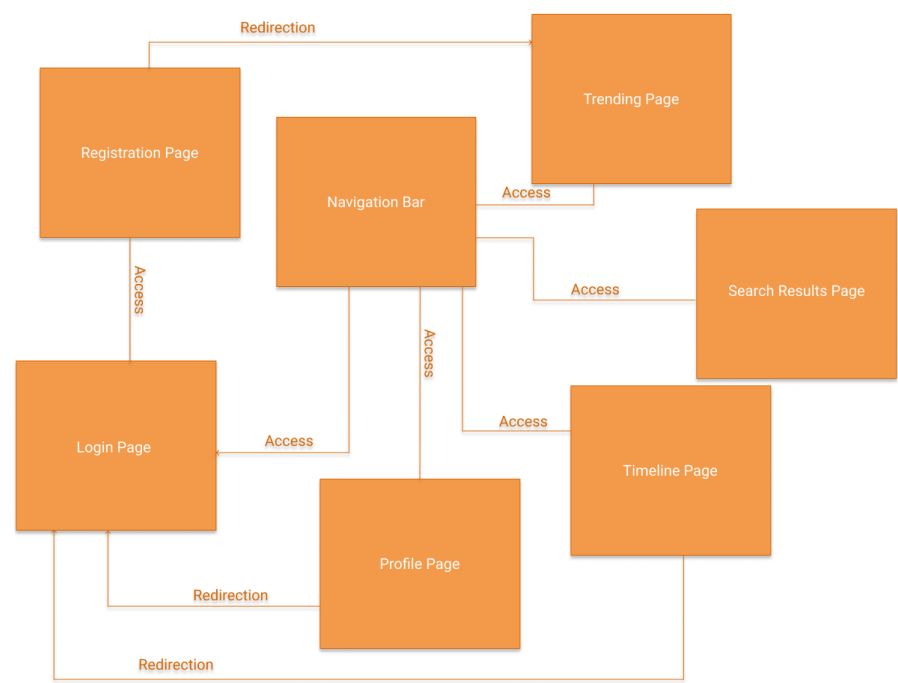 Redirection
Trending Page
Registration Page
Navigation Bar
Access
Access
Search Results Page
Access
Access
Access
Access
Login Page
Timeline Page
Profile Page
Redirection
Redirection